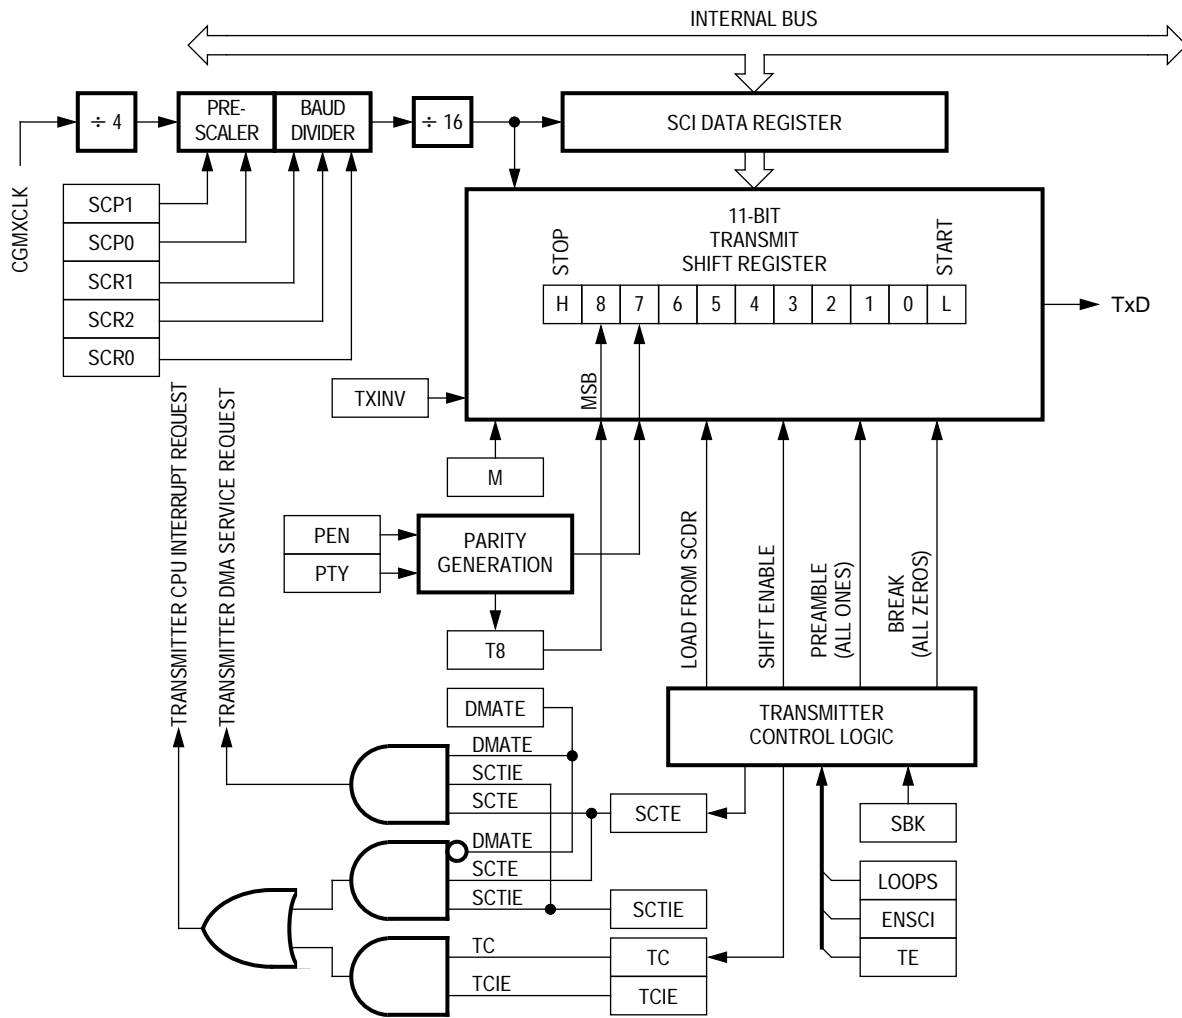 INTERNAL BUS
÷ 4
PRE-
SCALER
BAUD
DIVIDER
÷ 16
SCI DATA REGISTER
CGMXCLK
SCP1
SCP0
SCR1
SCR2
SCR0
11-BIT
TRANSMIT
SHIFT REGISTER
STOP
START
H 8 7 6 5 4 3 2 1 0 L
TxD
MSB
TXINV
M
PEN
PTY
PARITY
GENERATION
T8
LOAD FROM SCDR
SHIFT ENABLE
PREAMBLE
(ALL ONES)
BREAK
(ALL ZEROS)
TRANSMITTER CPU INTERRUPT REQUEST
TRANSMITTER DMA SERVICE REQUEST
DMATE
TRANSMITTER
CONTROL LOGIC
DMATE
SCTIE
SCTE
SCTE
SBK
DMATE
SCTE
SCTIE
SCTIE
LOOPS
ENSCI
TE
TC
TC
TCIE
TCIE